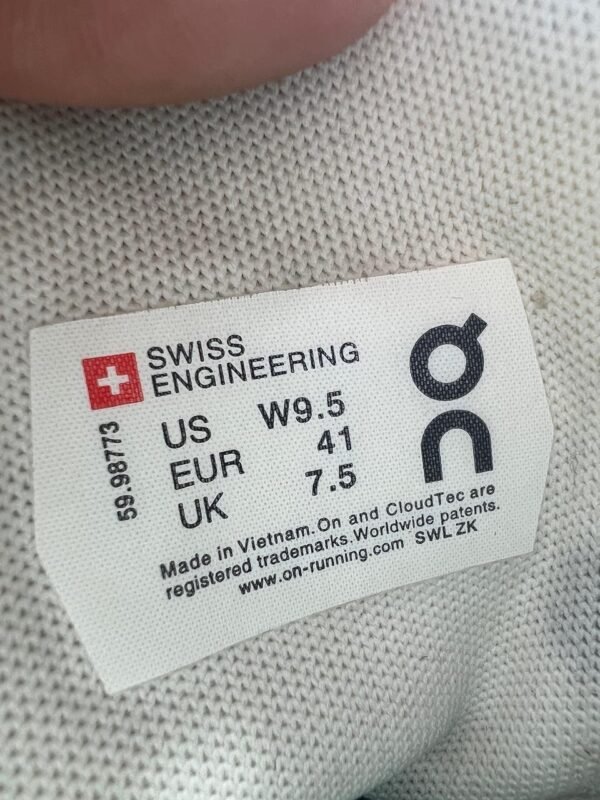 SWISS
ENGINEERING
US W9.5
EUR 41
UK 7.5
59.98773
Made in Vietnam.On and CloudTec are
registered trademarks.Worldwide patents.
www.on-running.com SWL ZK
On